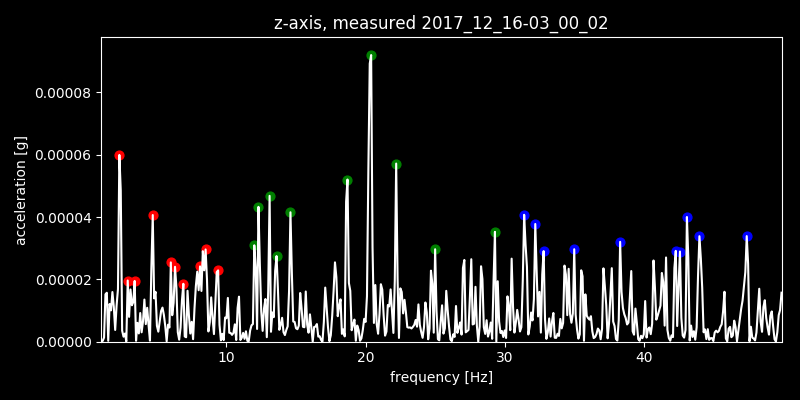 z-axis, measured 2017_12_16-03_00_02
acceleration [g]
0.00008
0.00006
0.00004
0.00002
0.00000
10 20 30 40
frequency [Hz]